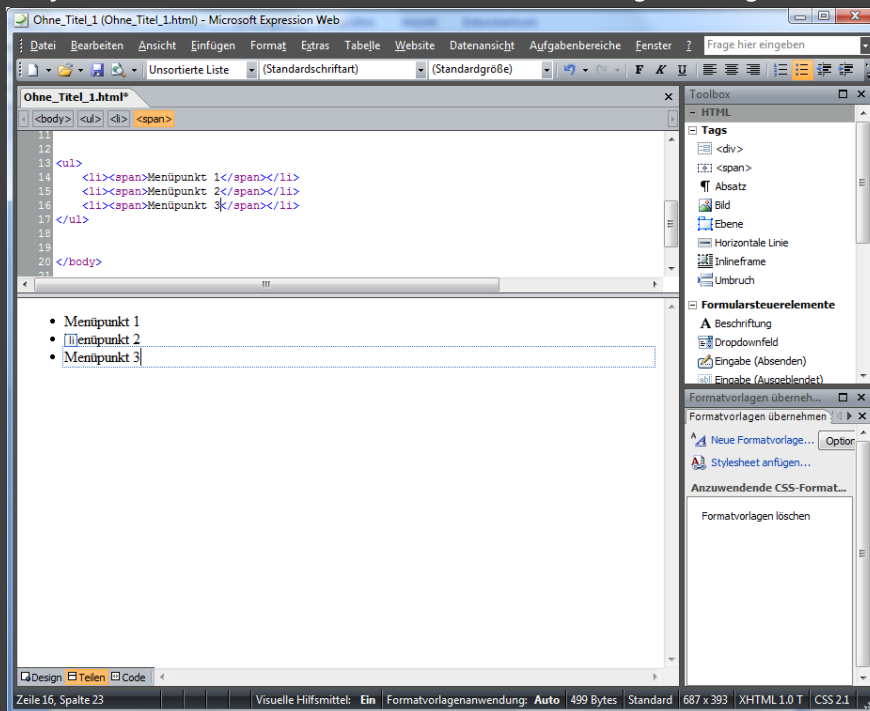 Ohne_Titel_1 (Ohne_Titel_1.html) - Microsoft Expression Web
Datei Bearbeiten Ansicht Einfügen Format Extras Tabelle Website Datenansicht Aufgabenbereiche Fenster ? Frage hier eingeben
Unsortierte Liste (Standardschriftart) (Standardgröße) F K U
Ohne_Titel_1.html*
<body> <ul> <li> <span>
11
12
13 <ul>
14 <li><span>Menüpunkt 1</span></li>
15 <li><span>Menüpunkt 2</span></li>
16 <li><span>Menüpunkt 3</span></li>
17 </ul>
18
19
20 </body>
21
• Menüpunkt 1
• li enüpunkt 2
• Menüpunkt 3
Design Teilen Code
Toolbox
HTML
Tags
<div>
<span>
Absatz
Bild
Ebene
Horizontale Linie
Inlineframe
Umbruch
Formularsteuerelemente
Beschriftung
Dropdownfeld
Eingabe (Absenden)
Eingabe (Ausgeblendet)
Formatvorlagen überneh...
Formatvorlagen übernehmen
Neue Formatvorlage... Option
Stylesheet anfügen...
Anzuwendende CSS-Format...
Formatvorlagen löschen
Zeile 16, Spalte 23 Visuelle Hilfsmittel: Ein Formatvorlagenanwendung: Auto 499 Bytes Standard 687 x 393 XHTML 1.0 T CSS 2.1